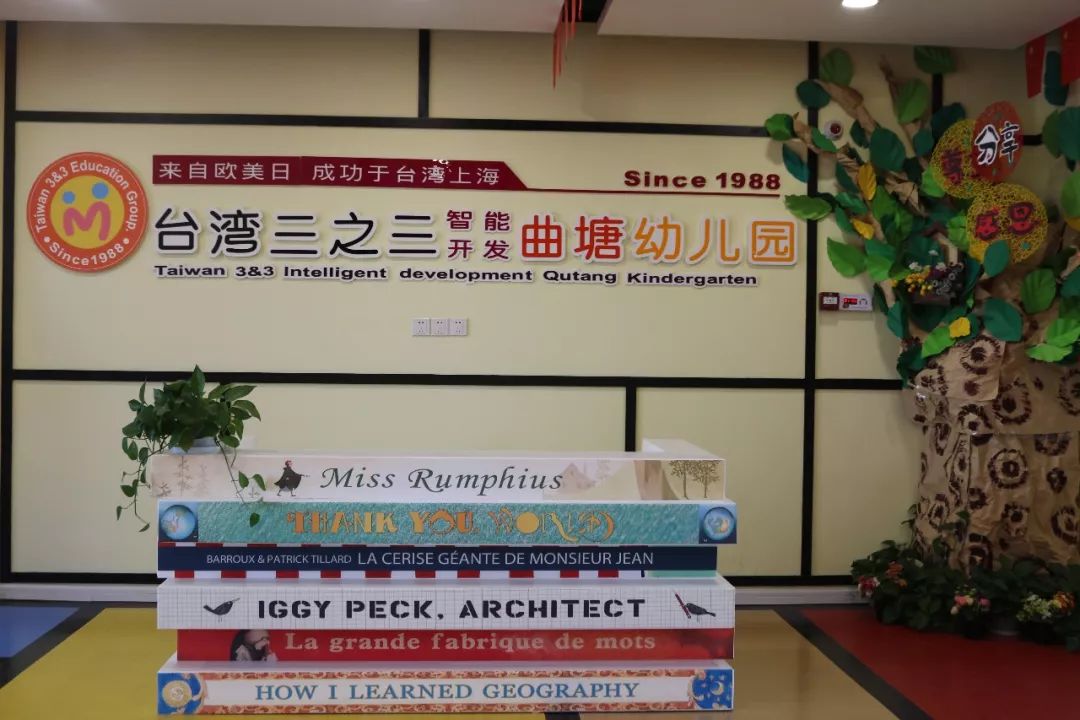 Taiwan 3&3 Education Group
Since1988
来自欧美日 成功于台湾上海
Since 1988
台湾三之三智能开发曲塘幼儿园
Taiwan 3&3 Intelligent development Qutang Kindergarten
分享
感恩
Miss Rumphius
THANK YOU WORLD
BARROUX & PATRICK TILLARD LA CERISE GÉANTE DE MONSIEUR JEAN
IGGY PECK, ARCHITECT
La grande fabrique de mots
HOW I LEARNED GEOGRAPHY